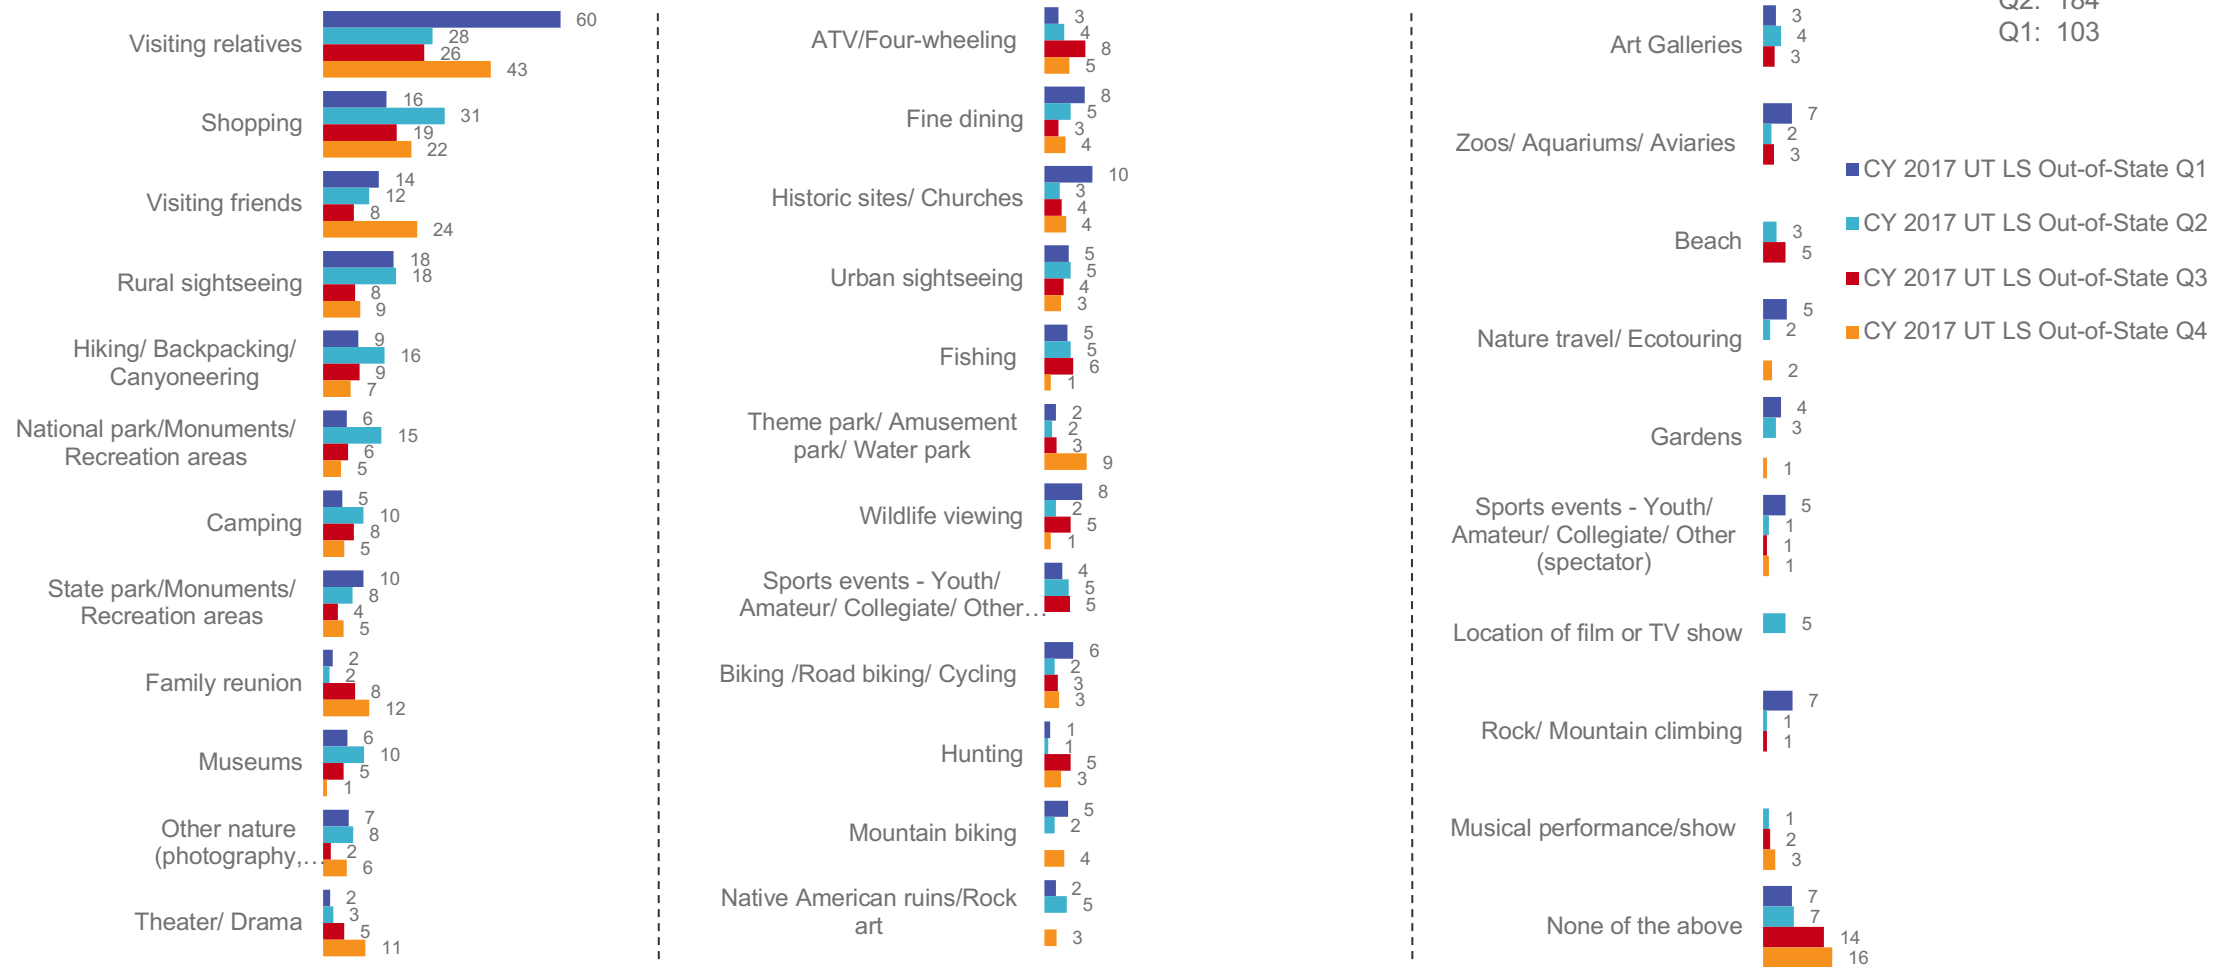 Visiting relatives
60
28
26
43
Shopping
16
31
19
22
Visiting friends
14
12
8
24
Rural sightseeing
18
18
8
9
Hiking/ Backpacking/
Canyoneering
9
16
9
7
National park/Monuments/
Recreation areas
6
15
6
5
Camping
5
10
8
5
State park/Monuments/
Recreation areas
10
8
4
5
Family reunion
2
2
8
12
Museums
6
10
5
1
Other nature
(photography,…
7
8
2
6
Theater/ Drama
2
3
5
11
ATV/Four-wheeling
3
4
8
5
Fine dining
8
5
3
4
Historic sites/ Churches
10
3
4
4
Urban sightseeing
5
5
4
3
Fishing
5
5
6
1
Theme park/ Amusement
park/ Water park
2
2
3
9
Wildlife viewing
8
2
5
1
Sports events - Youth/
Amateur/ Collegiate/ Other…
4
5
5
Biking /Road biking/ Cycling
6
2
3
3
Hunting
1
1
5
3
Mountain biking
5
2
4
Native American ruins/Rock
art
2
5
3
Art Galleries
3
4
3
Zoos/ Aquariums/ Aviaries
7
2
3
Beach
3
5
Nature travel/ Ecotouring
5
2
2
Gardens
4
3
1
Sports events - Youth/
Amateur/ Collegiate/ Other
(spectator)
5
1
1
1
Location of film or TV show
5
Rock/ Mountain climbing
7
1
1
Musical performance/show
1
2
3
None of the above
7
7
14
16
Q2: 184
Q1: 103
CY 2017 UT LS Out-of-State Q1
CY 2017 UT LS Out-of-State Q2
CY 2017 UT LS Out-of-State Q3
CY 2017 UT LS Out-of-State Q4